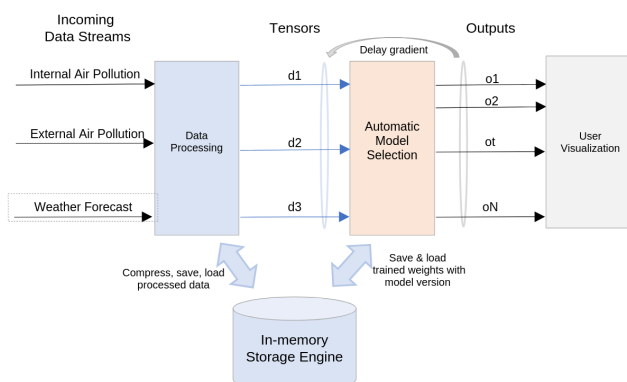 Incoming
Data Streams
Tensors
Outputs
Delay gradient
Internal Air Pollution
External Air Pollution
Weather Forecast
Data
Processing
d1
d2
d3
Automatic
Model
Selection
o1
o2
ot
oN
User
Visualization
Compress, save, load
processed data
Save & load
trained weights with
model version
In-memory
Storage Engine